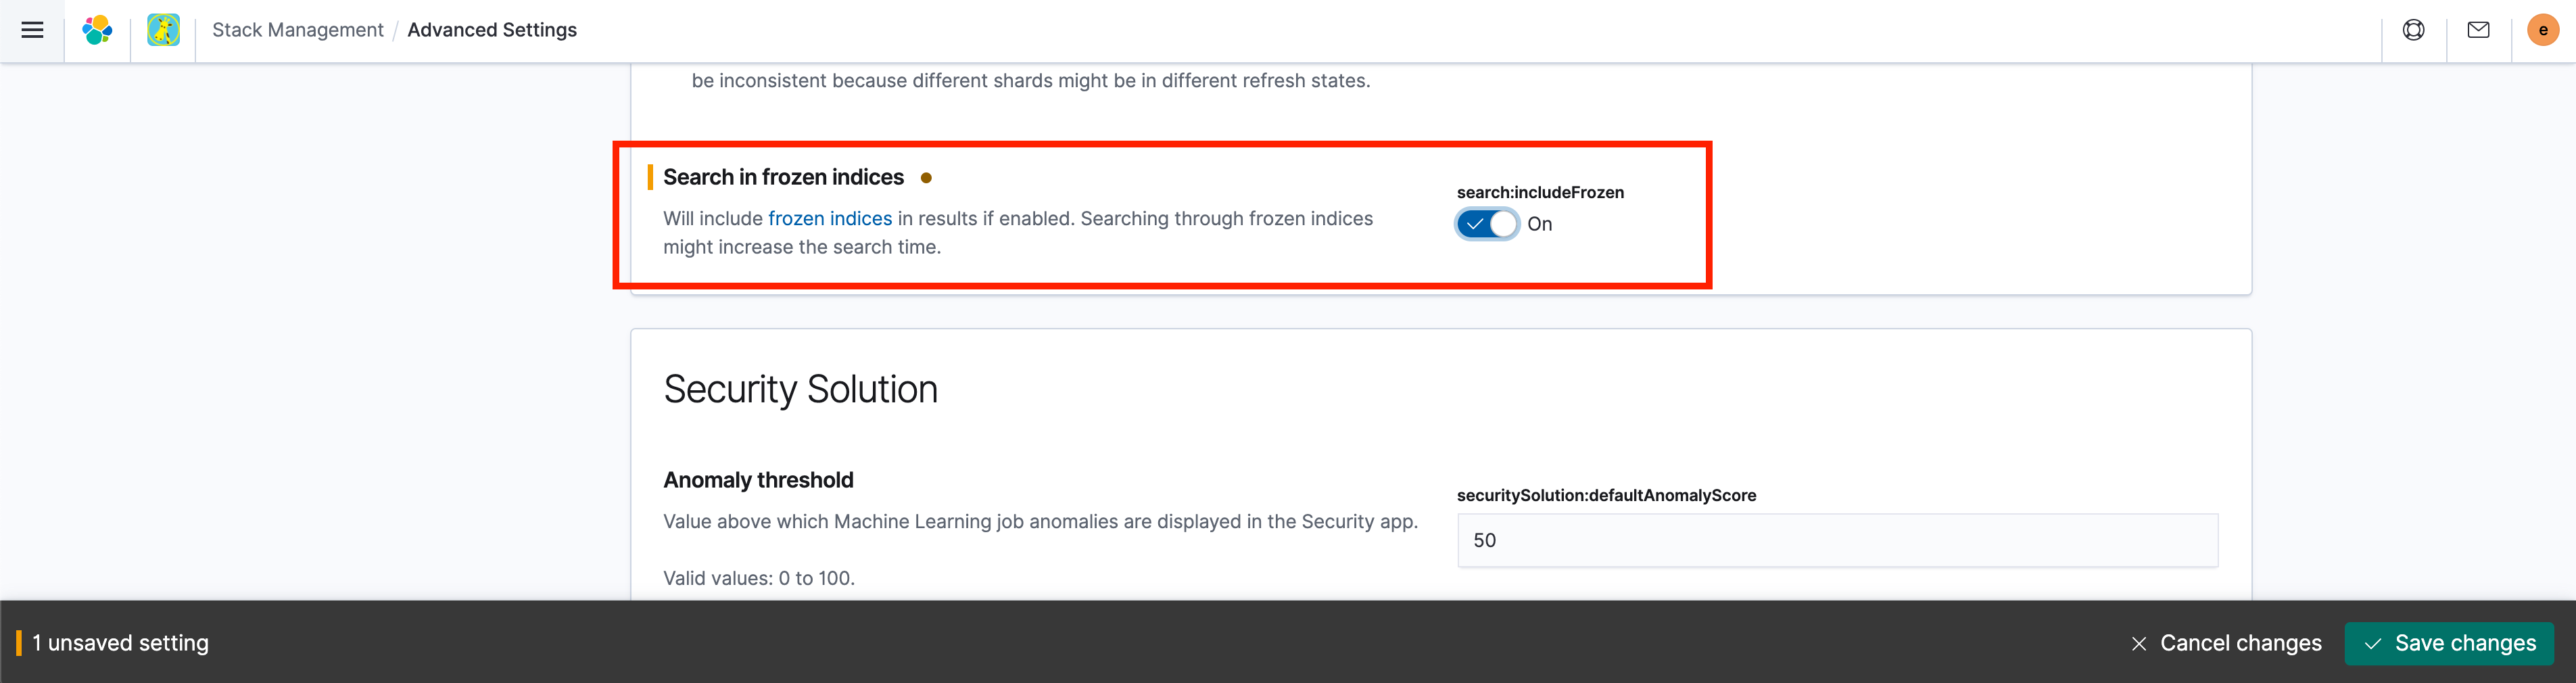 Stack Management / Advanced Settings
e
be inconsistent because different shards might be in different refresh states.
Search in frozen indices
Will include frozen indices in results if enabled. Searching through frozen indices
might increase the search time.
search:includeFrozen
On
Security Solution
Anomaly threshold
Value above which Machine Learning job anomalies are displayed in the Security app.
Valid values: 0 to 100.
securitySolution:defaultAnomalyScore
50
1 unsaved setting
Cancel changes
Save changes